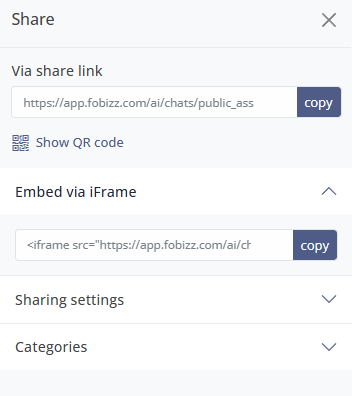 Share
Via share link
https://app.fobizz.com/ai/chats/public_ass
copy
Show QR code
Embed via iFrame
<iframe src="https://app.fobizz.com/ai/ch
copy
Sharing settings
Categories